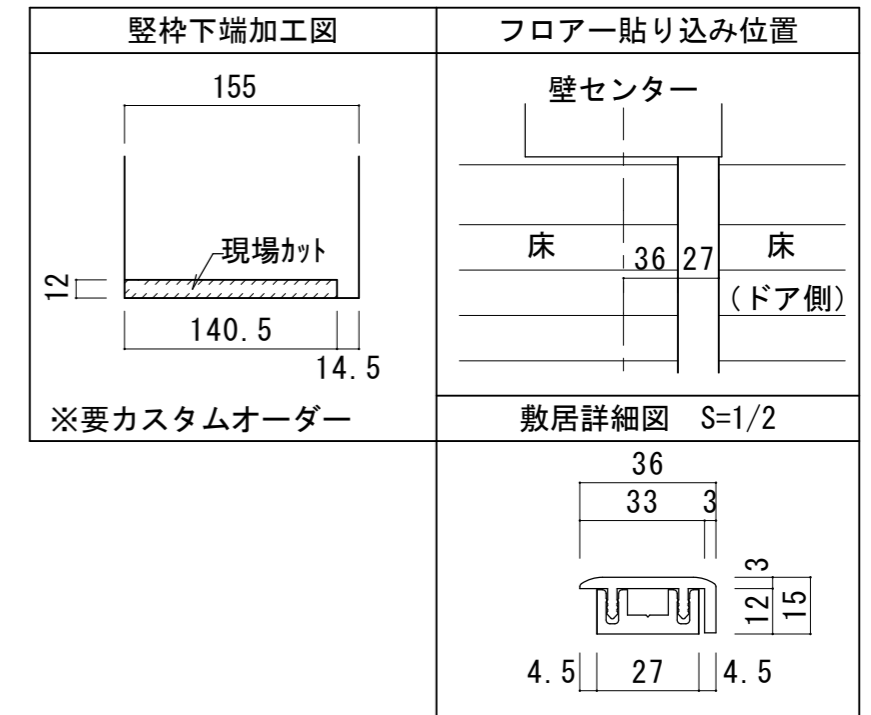 竪枠下端加工図
155
現場ｶｯﾄ
12
140.5
14.5
※要カスタムオーダー
フロアー貼り込み位置
壁センター
床
36
27
床
(ドア側)
敷居詳細図 S=1/2
36
33
3
3
12
15
4.5
27
4.5